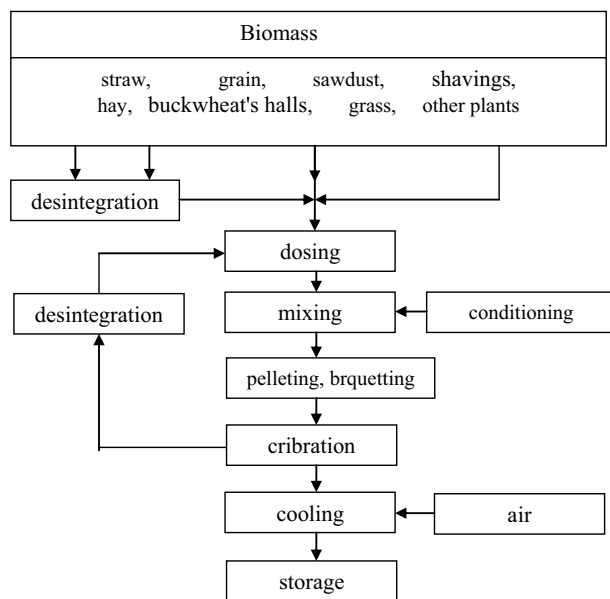 Biomass
straw, grain, sawdust, shavings,
hay, buckwheat's halls, grass, other plants
desintegration
dosing
desintegration
mixing
conditioning
pelleting, brquetting
cribration
cooling
air
storage